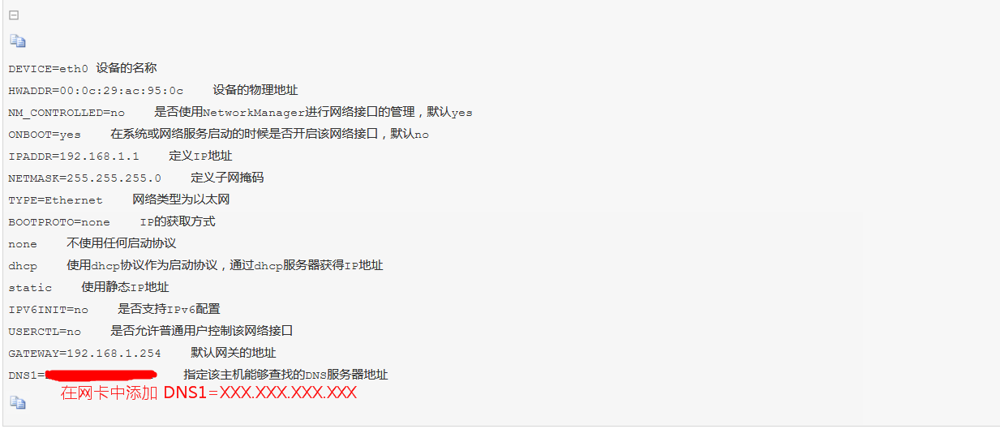 DEVICE=eth0 设备的名称
HWADDR=00:0c:29:ac:95:0c 设备的物理地址
NM_CONTROLLED=no 是否使用NetworkManager进行网络接口的管理，默认yes
ONBOOT=yes 在系统或网络服务启动的时候是否开启该网络接口，默认no
IPADDR=192.168.1.1 定义IP地址
NETMASK=255.255.255.0 定义子网掩码
TYPE=Ethernet 网络类型为以太网
BOOTPROTO=none IP的获取方式
none 不使用任何启动协议
dhcp 使用dhcp协议作为启动协议，通过dhcp服务器获得IP地址
static 使用静态IP地址
IPV6INIT=no 是否支持IPv6配置
USERCTL=no 是否允许普通用户控制该网络接口
GATEWAY=192.168.1.254 默认网关的地址
DNS1= 指定该主机能够查找的DNS服务器地址
在网卡中添加 DNS1=XXX.XXX.XXX.XXX